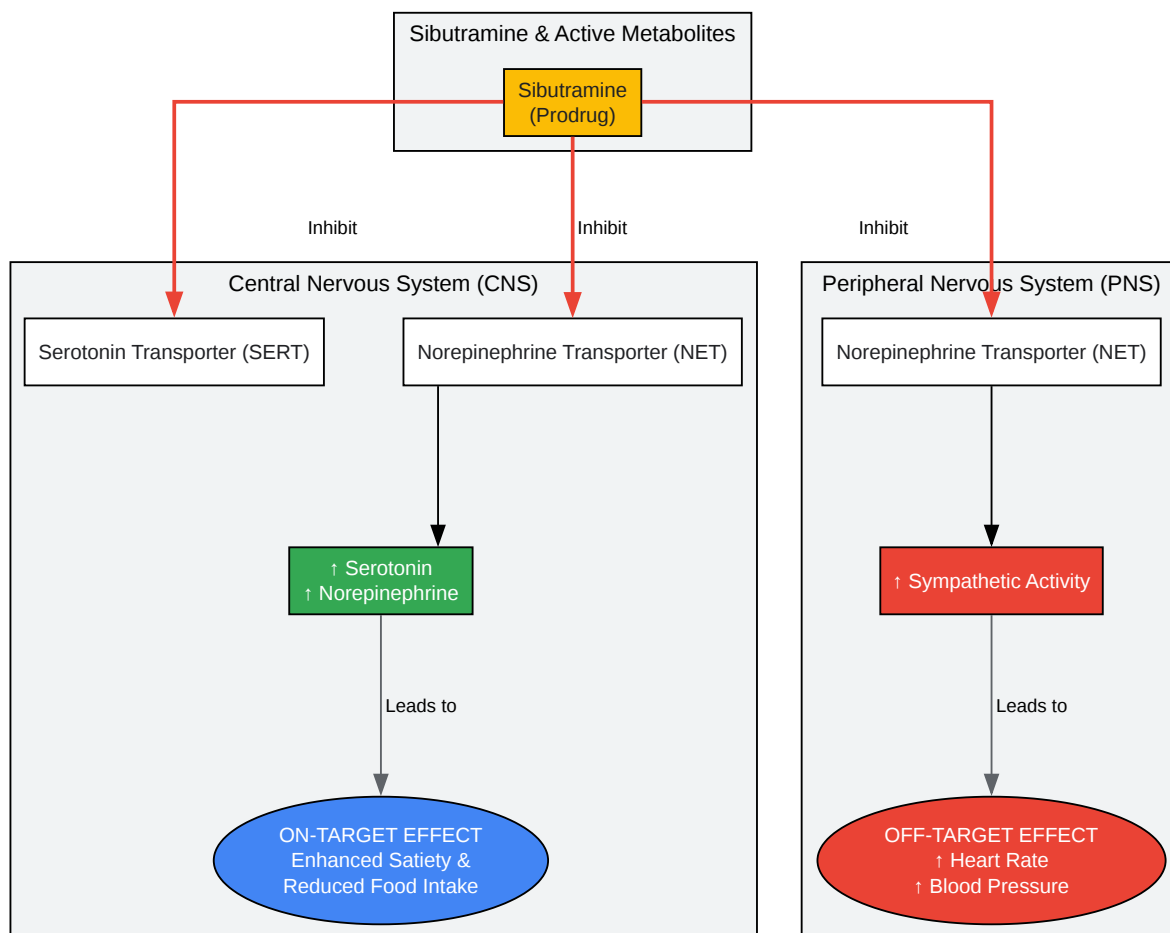 Sibutramine & Active Metabolites
Sibutramine
(Prodrug)
Inhibit
Inhibit
Inhibit
Central Nervous System (CNS)
Serotonin Transporter (SERT)
Norepinephrine Transporter (NET)
↑ Serotonin
↑ Norepinephrine
Leads to
ON-TARGET EFFECT
Enhanced Satiety &
Reduced Food Intake
Peripheral Nervous System (PNS)
Norepinephrine Transporter (NET)
↑ Sympathetic Activity
Leads to
OFF-TARGET EFFECT
↑ Heart Rate
↑ Blood Pressure